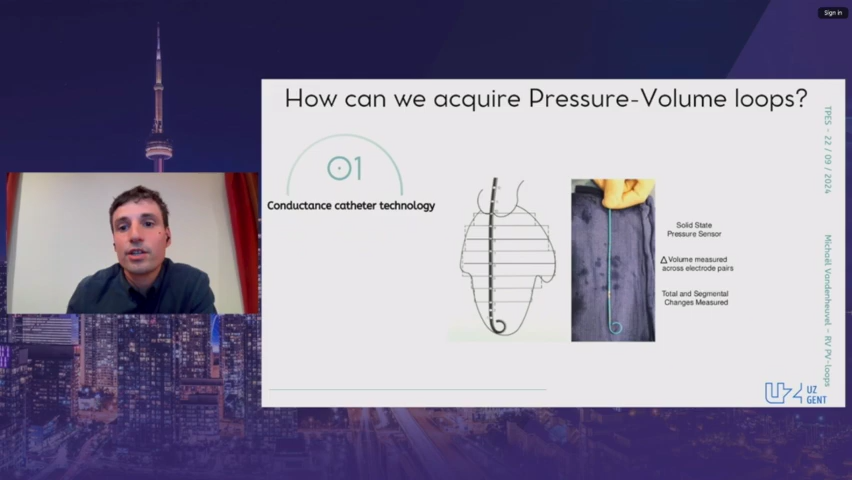 Sign in
How can we acquire Pressure-Volume loops?
01
Conductance catheter technology
Solid State
Pressure Sensor
△Volume measured
across electrode pairs
Total and Segmental
Changes Measured
TPES – 22 / 09 / 2024
Michaël Vandenheuvel – RV PV-loops
UZ
GENT